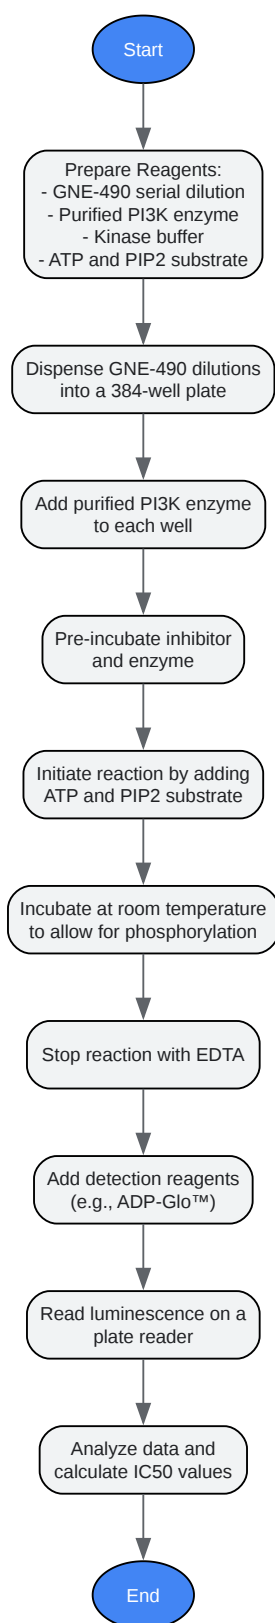 Start
Prepare Reagents:
- GNE-490 serial dilution
- Purified PI3K enzyme
- Kinase buffer
- ATP and PIP2 substrate
Dispense GNE-490 dilutions
into a 384-well plate
Add purified PI3K enzyme
to each well
Pre-incubate inhibitor
and enzyme
Initiate reaction by adding
ATP and PIP2 substrate
Incubate at room temperature
to allow for phosphorylation
Stop reaction with EDTA
Add detection reagents
(e.g., ADP-Glo™)
Read luminescence on a
plate reader
Analyze data and
calculate IC50 values
End